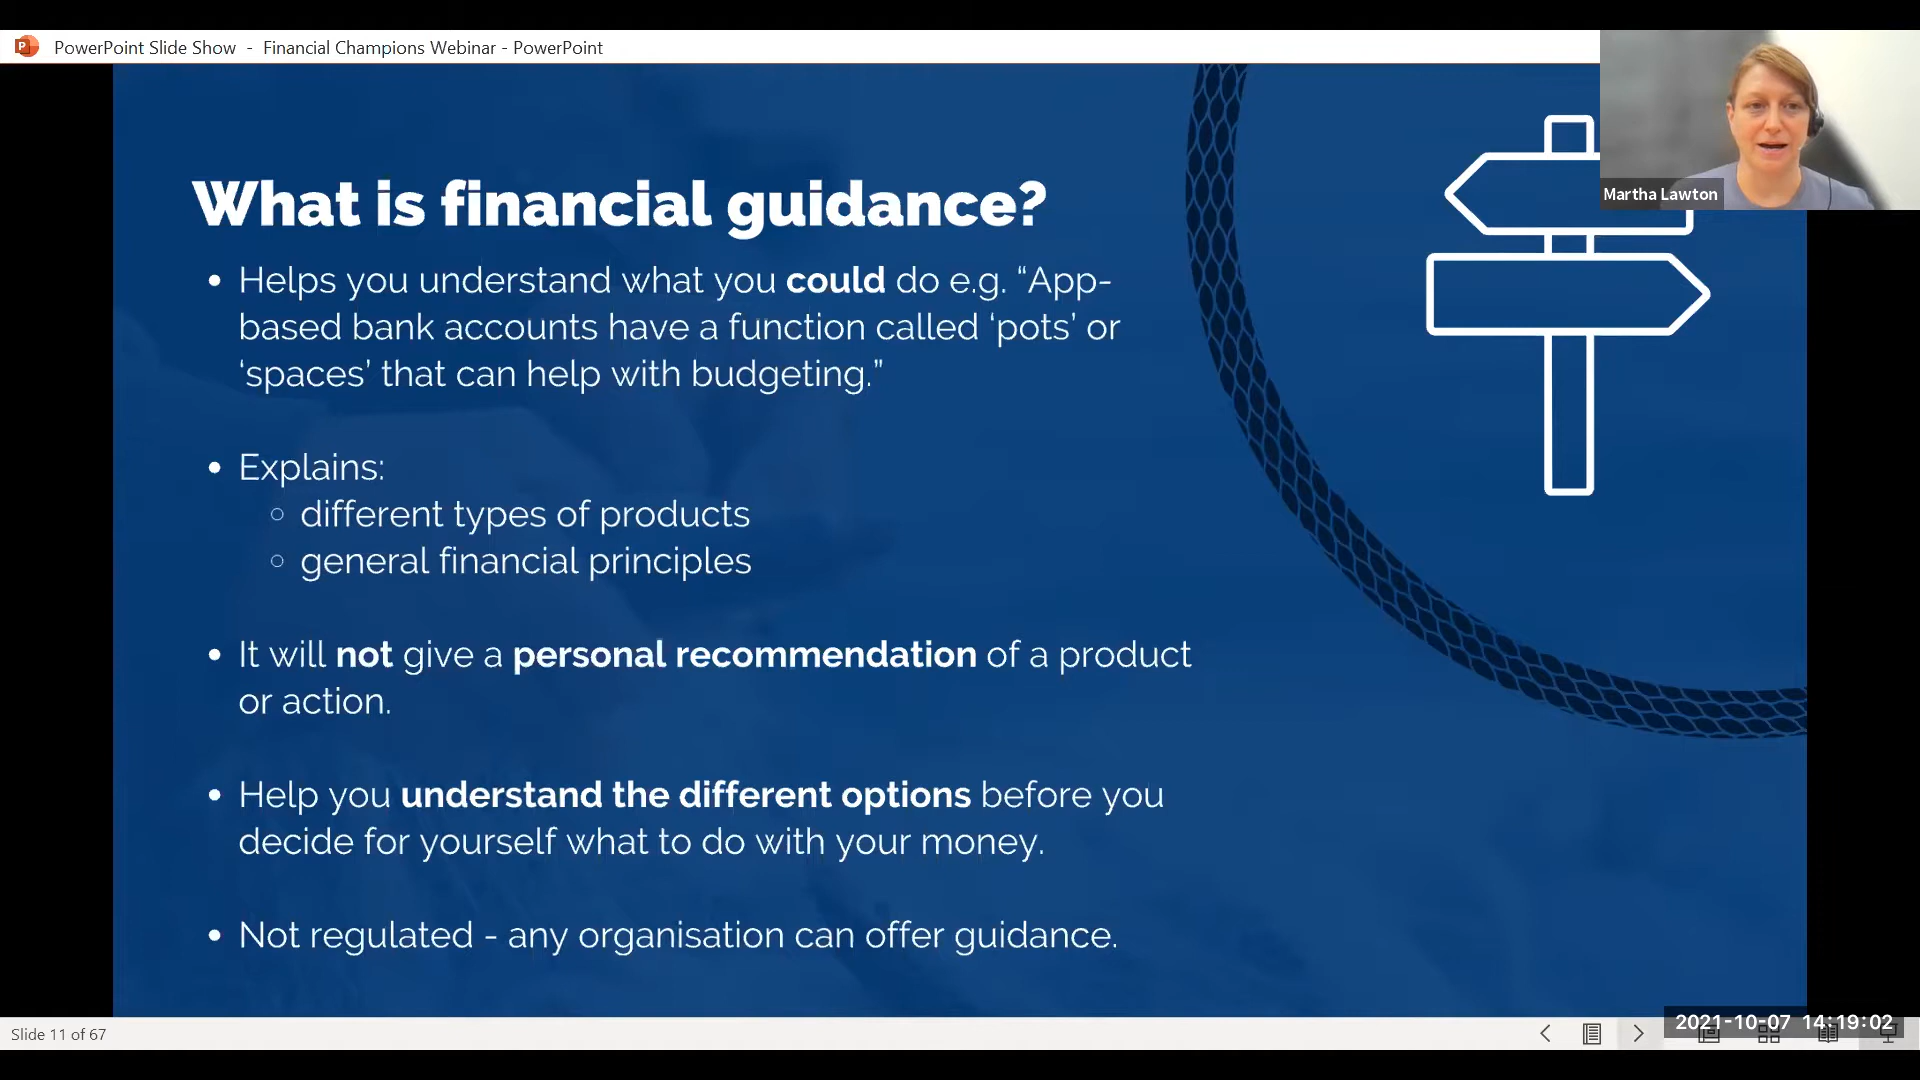 PowerPoint Slide Show - Financial Champions Webinar - PowerPoint
Martha Lawton
What is financial guidance?
• Helps you understand what you could do e.g. “App-
based bank accounts have a function called ‘pots’ or
‘spaces’ that can help with budgeting.”
• Explains:
○ different types of products
○ general financial principles
• It will not give a personal recommendation of a product
or action.
• Help you understand the different options before you
decide for yourself what to do with your money.
• Not regulated - any organisation can offer guidance.
Slide 11 of 67
2021-10-07 14:19:02